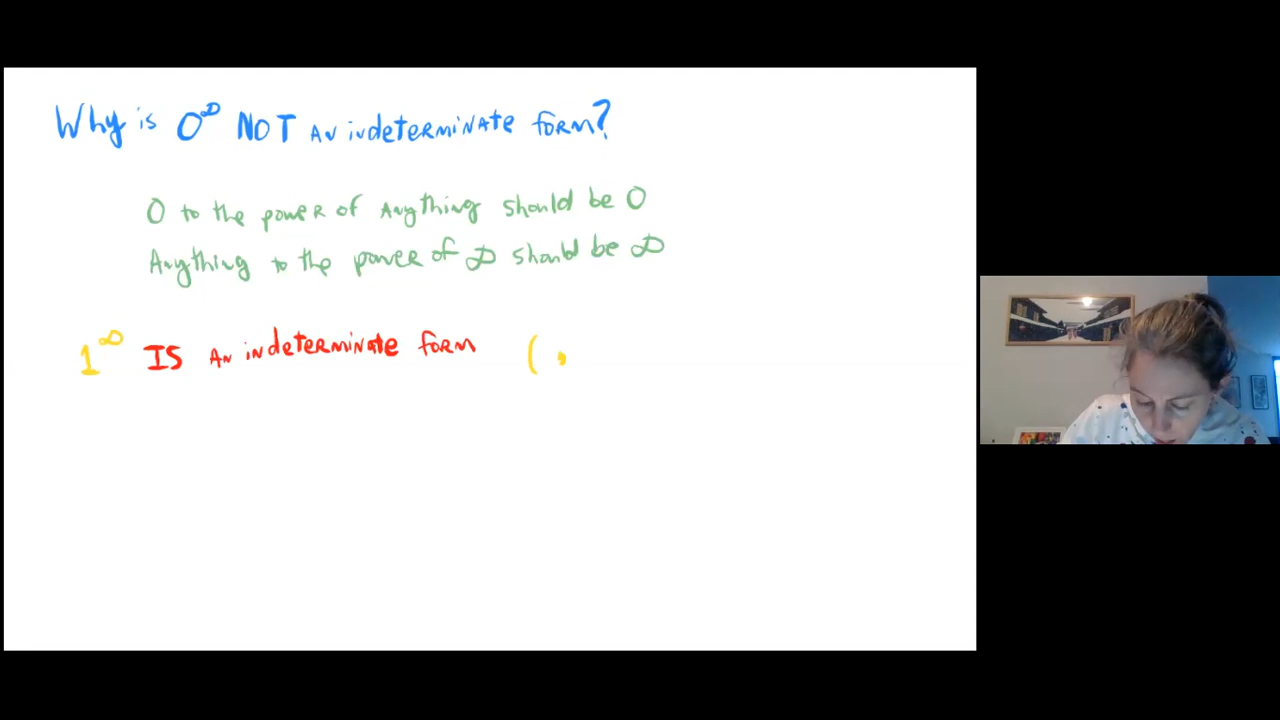 Why is 0^∞ NOT An indeterminate form?
0 to the power of Anything should be 0
Anything to the power of ∞ should be ∞
1^∞ IS An indeterminate form (